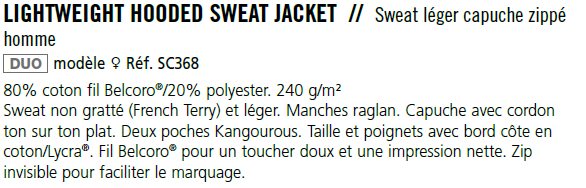 LIGHTWEIGHT HOODED SWEAT JACKET // Sweat léger capuche zippé
homme
DUO modèle ♀ Réf. SC368
80% coton fil Belcoro®/20% polyester. 240 g/m²
Sweat non gratté (French Terry) et léger. Manches raglan. Capuche avec cordon
ton sur ton plat. Deux poches Kangourous. Taille et poignets avec bord côte en
coton/Lycra®. Fil Belcoro® pour un toucher doux et une impression nette. Zip
invisible pour faciliter le marquage.